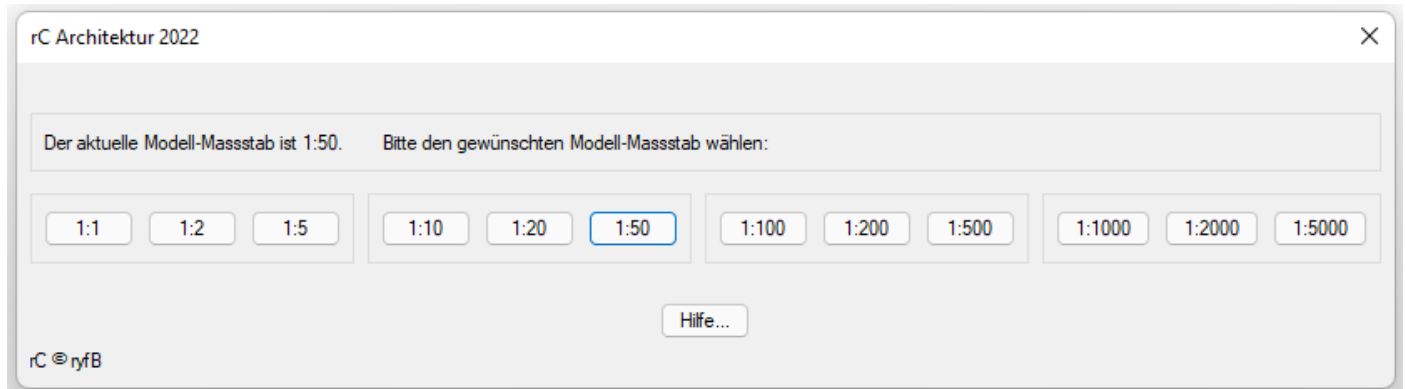 rC Architektur 2022
Der aktuelle Modell-Massstab ist 1:50. Bitte den gewünschten Modell-Massstab wählen:
1:1 1:2 1:5 1:10 1:20 1:50 1:100 1:200 1:500 1:1000 1:2000 1:5000
Hilfe...
rC © ryfB